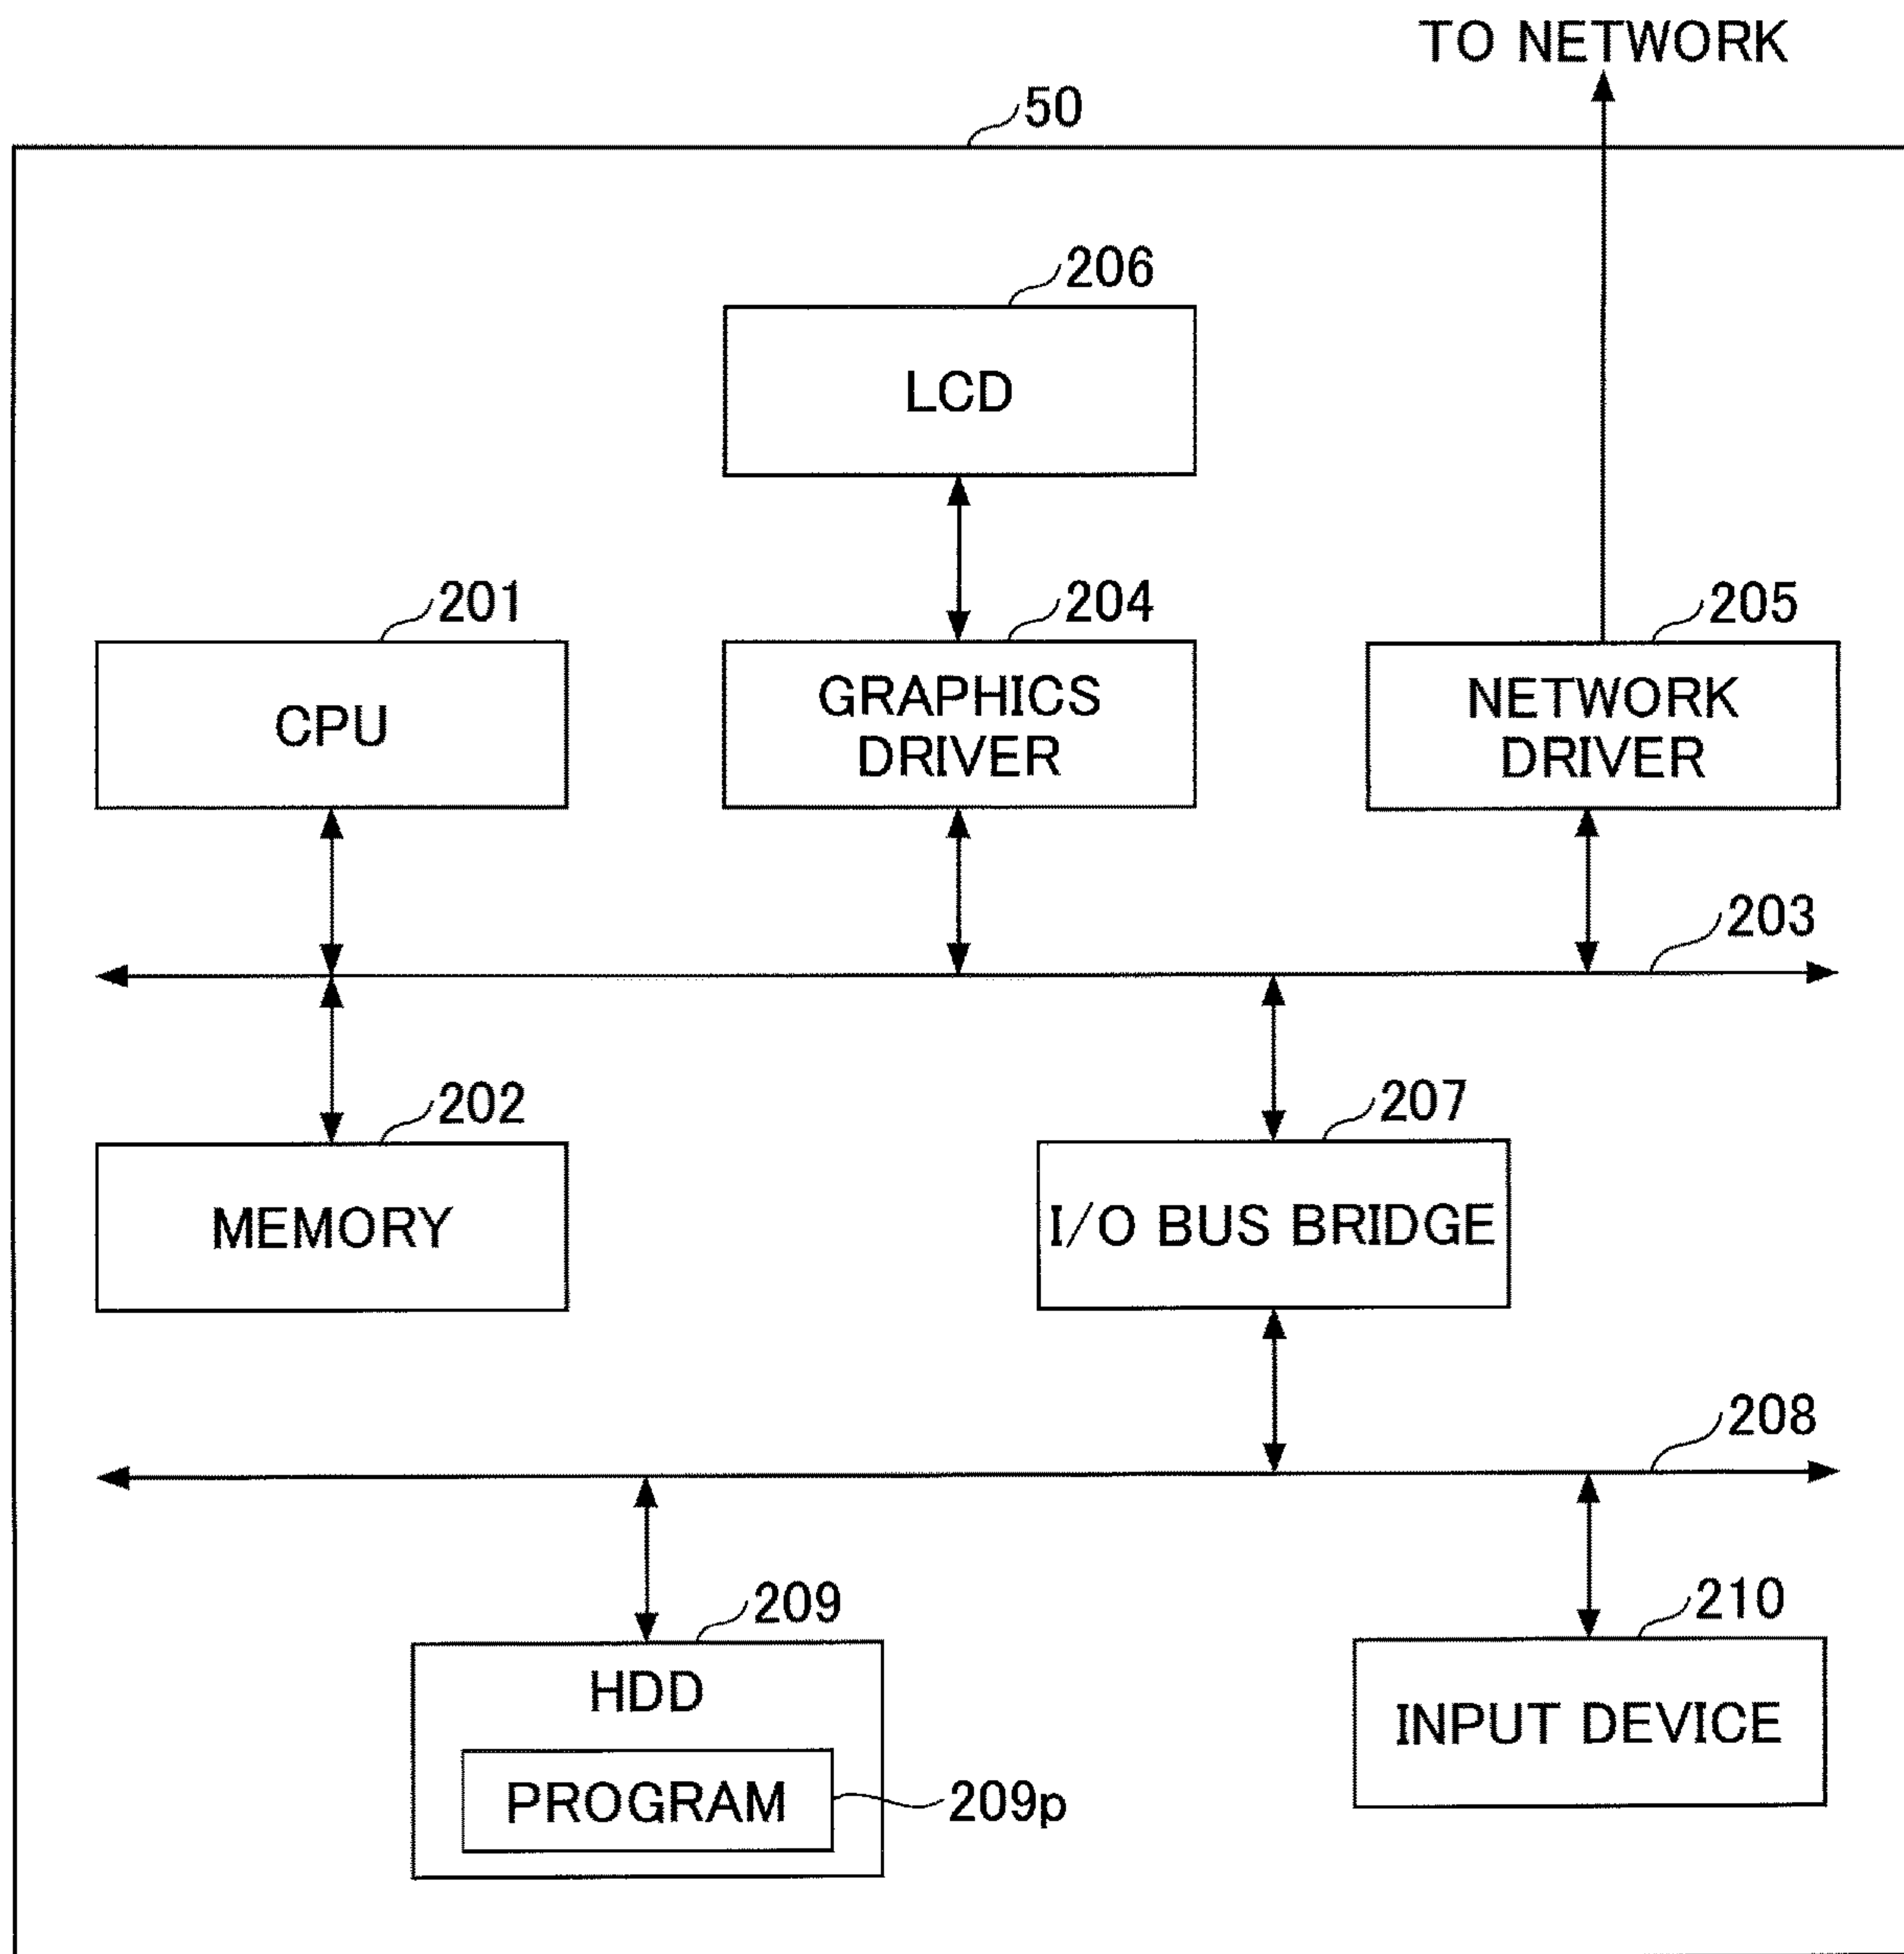 TO NETWORK
50
206
LCD
201
204
205
CPU
GRAPHICS
DRIVER
NETWORK
DRIVER
203
202
207
MEMORY
I/O BUS BRIDGE
208
209
210
HDD
INPUT DEVICE
PROGRAM
209p